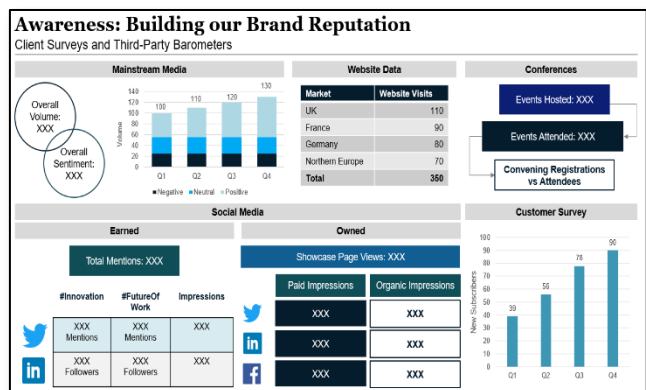 Awareness: Building our Brand Reputation
Client Surveys and Third-Party Barometers
Mainstream Media
Overall
Volume:
XXX
Overall
Sentiment:
XXX
Volume
140
120
100
80
60
40
20
0
100
110
120
130
Q1
Q2
Q3
Q4
Negative
Neutral
Positive
Website Data
Market Website Visits
UK 110
France 90
Germany 80
Northern Europe 70
Total 350
Conferences
Events Hosted: XXX
Events Attended: XXX
Convening Registrations
vs Attendees
Social Media
Earned
Total Mentions: XXX
#Innovation #FutureOf Impressions
Work
XXX XXX XXX
Mentions Mentions
XXX XXX XXX
Followers Followers
in
Owned
Showcase Page Views: XXX
Paid Impressions Organic Impressions
XXX XXX
in XXX XXX
f XXX XXX
Customer Survey
New Subscribers
100
90
80
70
60
50
40
30
20
10
0
39
56
78
90
Q1
Q2
Q3
Q4